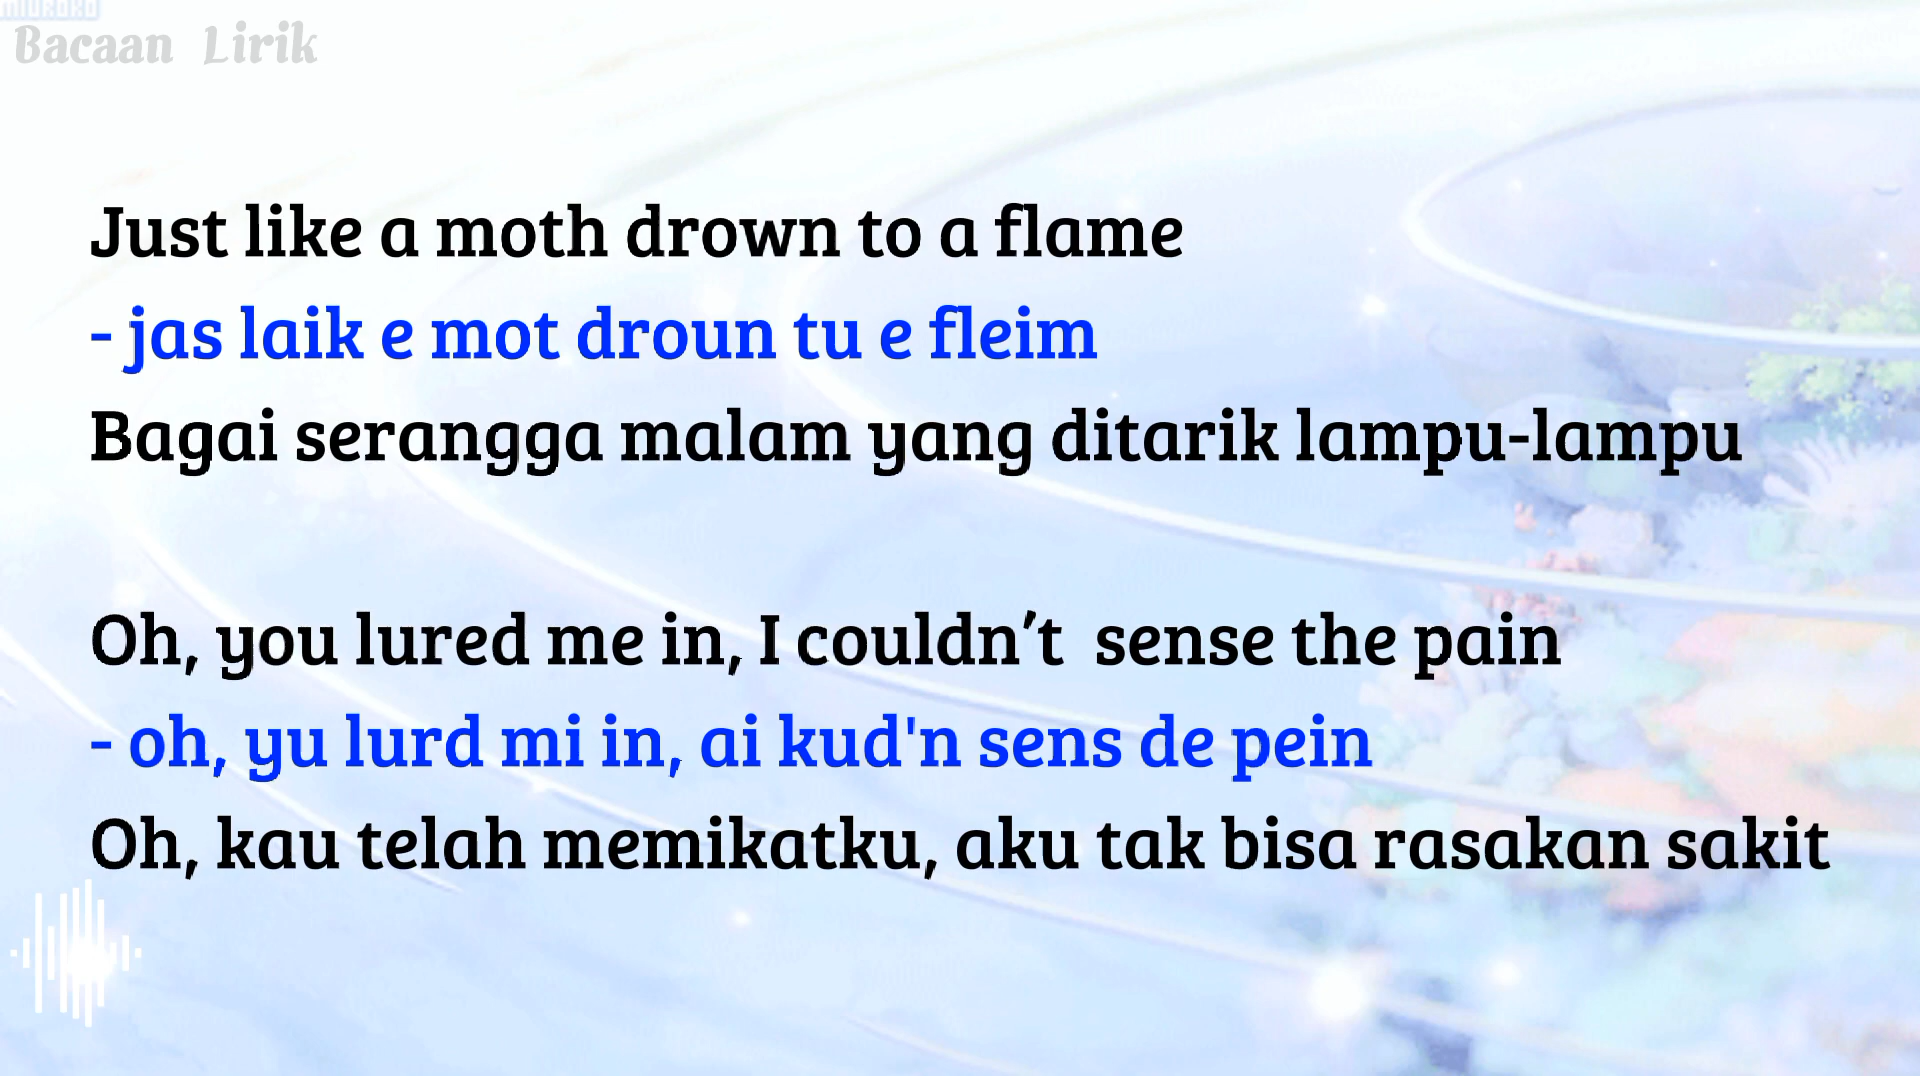 MIUROKO
Bacaan Lirik
Just like a moth drown to a flame
- jas laik e mot droun tu e fleim
Bagai serangga malam yang ditarik lampu-lampu
Oh, you lured me in, I couldn’t sense the pain
- oh, yu lurd mi in, ai kud'n sens de pein
Oh, kau telah memikatku, aku tak bisa rasakan sakit